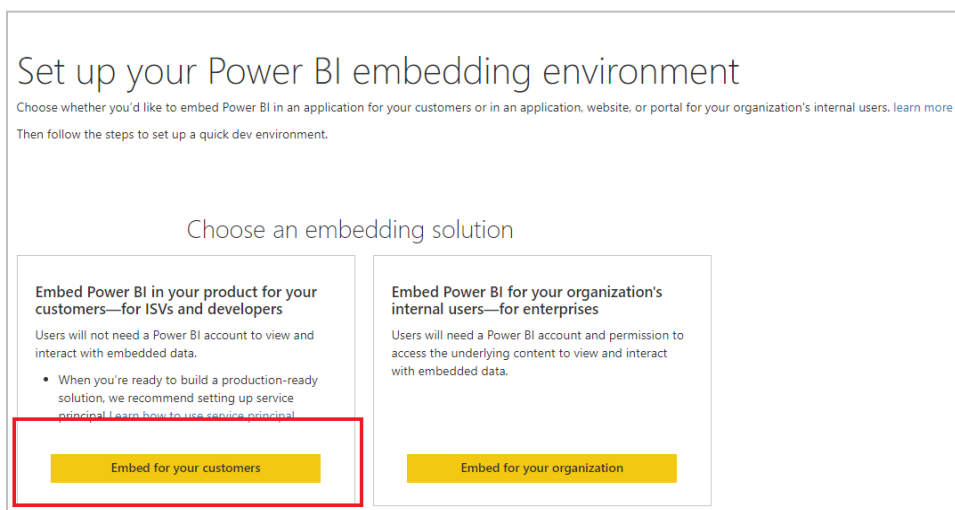 Set up your Power BI embedding environment
Choose whether you'd like to embed Power BI in an application for your customers or in an application, website, or portal for your organization's internal users. learn more
Then follow the steps to set up a quick dev environment.
Choose an embedding solution
Embed Power BI in your product for your
customers—for ISVs and developers
Users will not need a Power BI account to view and
interact with embedded data.
• When you're ready to build a production-ready
solution, we recommend setting up service
principal Learn how to use service principal
Embed for your customers
Embed Power BI for your organization's
internal users—for enterprises
Users will need a Power BI account and permission to
access the underlying content to view and interact
with embedded data.
Embed for your organization